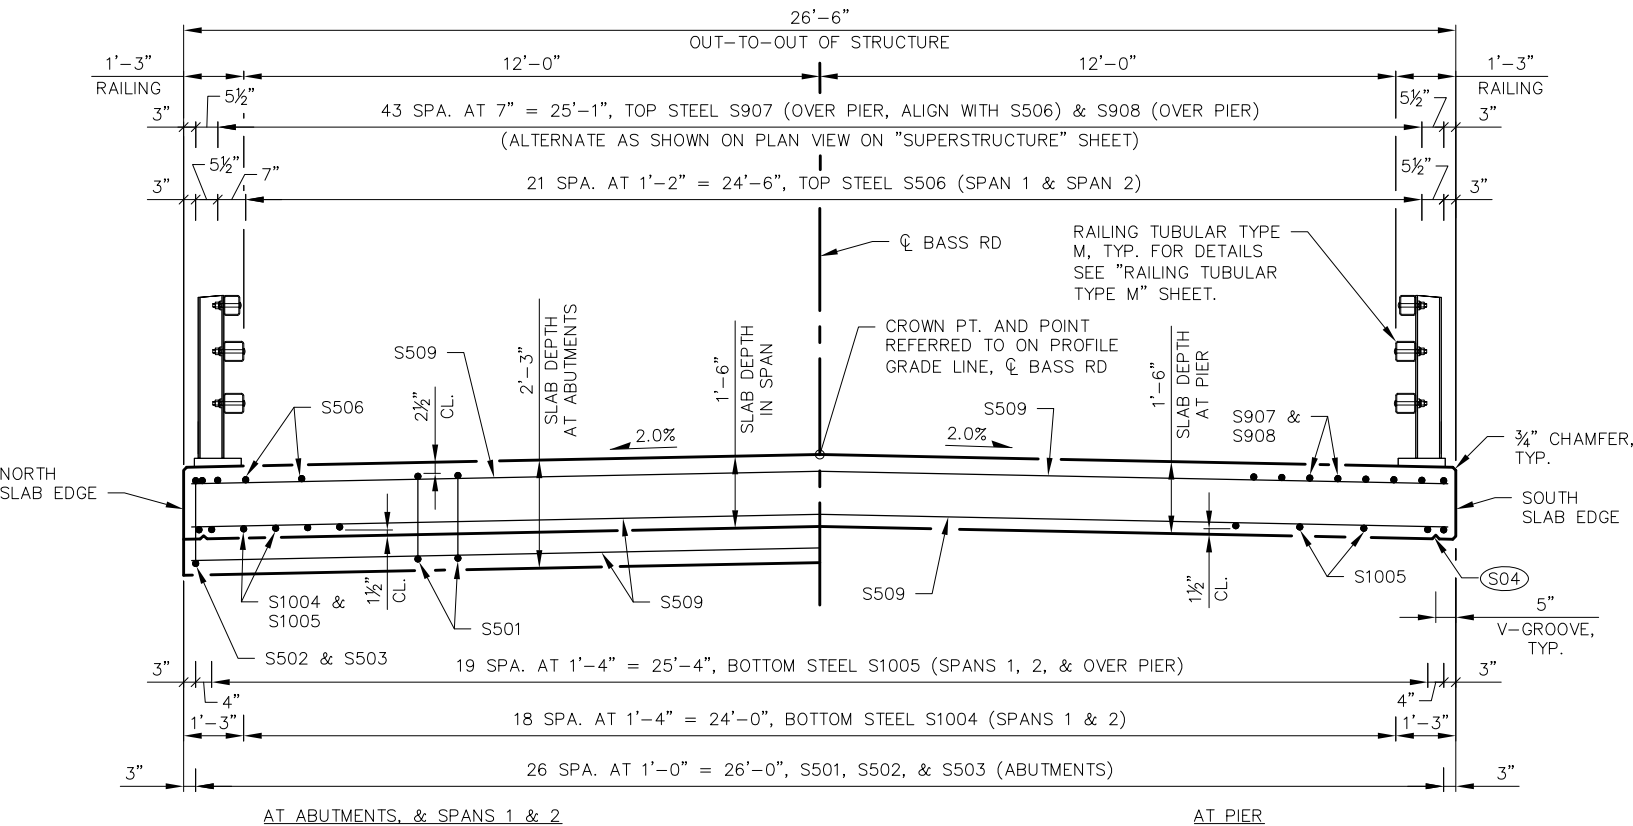 26'-6"
OUT-TO-OUT OF STRUCTURE
1'-3"
RAILING
12'-0"
12'-0"
1'-3"
RAILING
3"
5½"
43 SPA. AT 7" = 25'-1", TOP STEEL S907 (OVER PIER, ALIGN WITH S506) & S908 (OVER PIER)
(ALTERNATE AS SHOWN ON PLAN VIEW ON "SUPERSTRUCTURE" SHEET)
5½"
3"
3"
5½"
7"
21 SPA. AT 1'-2" = 24'-6", TOP STEEL S506 (SPAN 1 & SPAN 2)
5½"
3"
℄ BASS RD
RAILING TUBULAR TYPE
M, TYP. FOR DETAILS
SEE "RAILING TUBULAR
TYPE M" SHEET.
CROWN PT. AND POINT
REFERRED TO ON PROFILE
GRADE LINE, ℄ BASS RD
S509
S506
2½"
CL.
2'-3"
SLAB DEPTH
AT ABUTMENTS
1'-6"
SLAB DEPTH
IN SPAN
2.0%
2.0%
S509
1'-6"
SLAB DEPTH
AT PIER
S907 &
S908
¾" CHAMFER,
TYP.
NORTH
SLAB EDGE
SOUTH
SLAB EDGE
S1004 &
S1005
1½"
CL.
S501
S509
S509
1½"
CL.
S1005
S04
5"
V-GROOVE,
TYP.
S502 & S503
3"
4"
19 SPA. AT 1'-4" = 25'-4", BOTTOM STEEL S1005 (SPANS 1, 2, & OVER PIER)
4"
3"
1'-3"
18 SPA. AT 1'-4" = 24'-0", BOTTOM STEEL S1004 (SPANS 1 & 2)
1'-3"
3"
26 SPA. AT 1'-0" = 26'-0", S501, S502, & S503 (ABUTMENTS)
3"
AT ABUTMENTS, & SPANS 1 & 2
AT PIER